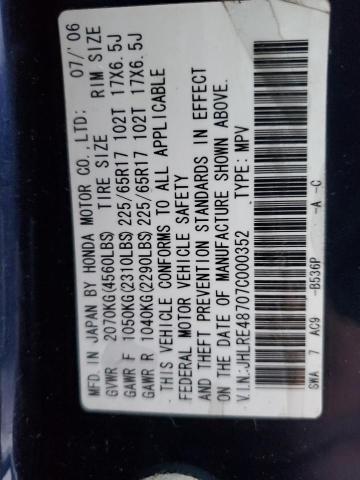 MFD. IN JAPAN BY HONDA MOTOR CO.,LTD: 07/'06
GVWR 2070KG(4560LBS) TIRE SIZE RIM SIZE
GAWR F 1050KG(2310LBS) 225/65R17 102T 17X6.5J
GAWR R 1040KG(2290LBS) 225/65R17 102T 17X6.5J
THIS VEHICLE CONFORMS TO ALL APPLICABLE
FEDERAL MOTOR VEHICLE SAFETY
AND THEFT PREVENTION STANDARDS IN EFFECT
ON THE DATE OF MANUFACTURE SHOWN ABOVE.
V.I.N.:JHLRE48707C000352 TYPE: MPV
SWA 7 AC9 -B536P -A -C